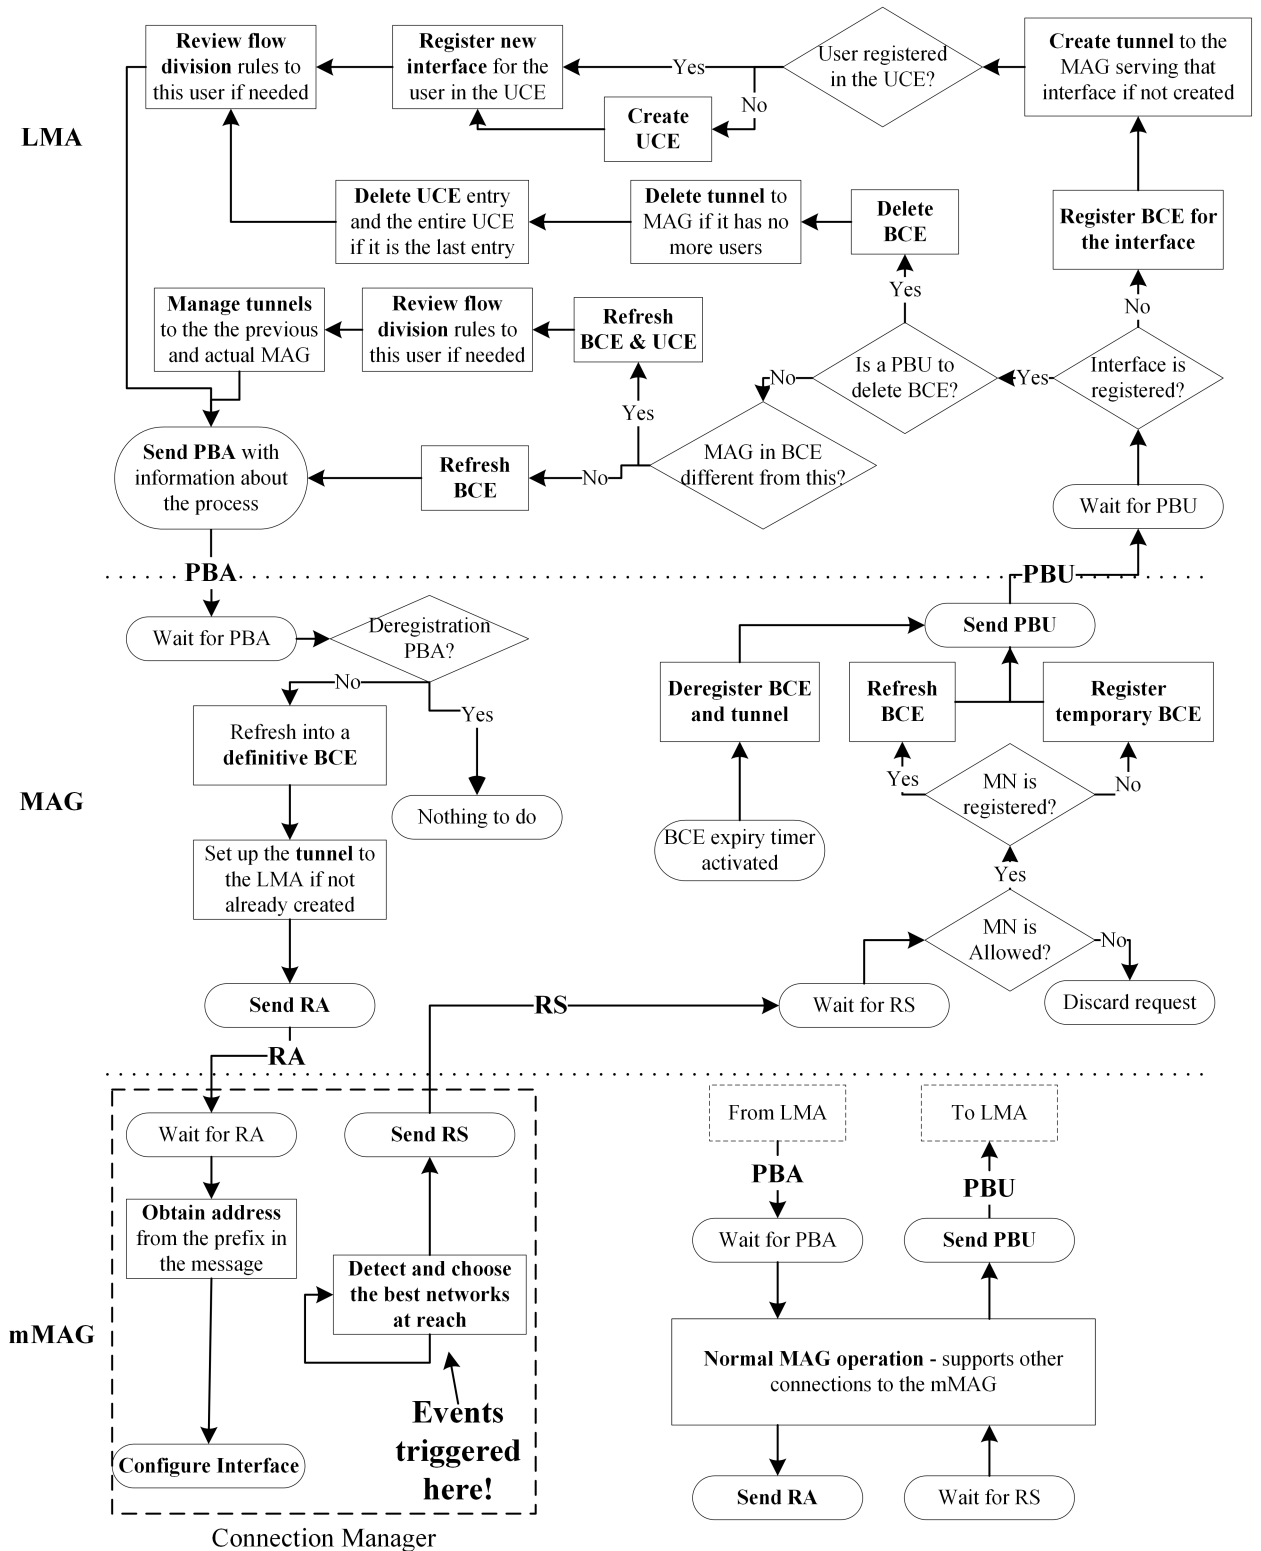 Review flow
division rules to
this user if needed
Register new
interface for the
user in the UCE
Yes
User registered
in the UCE?
Create tunnel to the
MAG serving that
interface if not created
No
Create
UCE
LMA
Delete UCE entry
and the entire UCE
if it is the last entry
Delete tunnel to
MAG if it has no
more users
Delete
BCE
Register BCE for
the interface
Yes
No
Manage tunnels
to the the previous
and actual MAG
Review flow
division rules to
this user if needed
Refresh
BCE & UCE
Is a PBU to
delete BCE?
Interface is
registered?
No
Yes
Yes
MAG in BCE
different from this?
No
Refresh
BCE
Send PBA with
information about
the process
Wait for PBU
PBA
PBU
Wait for PBA
Deregistration
PBA?
Send PBU
No
Yes
Refresh into a
definitive BCE
Deregister BCE
and tunnel
Refresh
BCE
Register
temporary BCE
MAG
Nothing to do
Yes
MN is
registered?
No
Set up the tunnel to
the LMA if not
already created
BCE expiry timer
activated
Yes
MN is
Allowed?
No
Send RA
RS
Wait for RS
Discard request
RA
Wait for RA
Send RS
From LMA
To LMA
PBA
PBU
Obtain address
from the prefix in
the message
Wait for PBA
Send PBU
Detect and choose
the best networks
at reach
mMAG
Normal MAG operation - supports other
connections to the mMAG
Events
triggered
here!
Configure Interface
Send RA
Wait for RS
Connection Manager